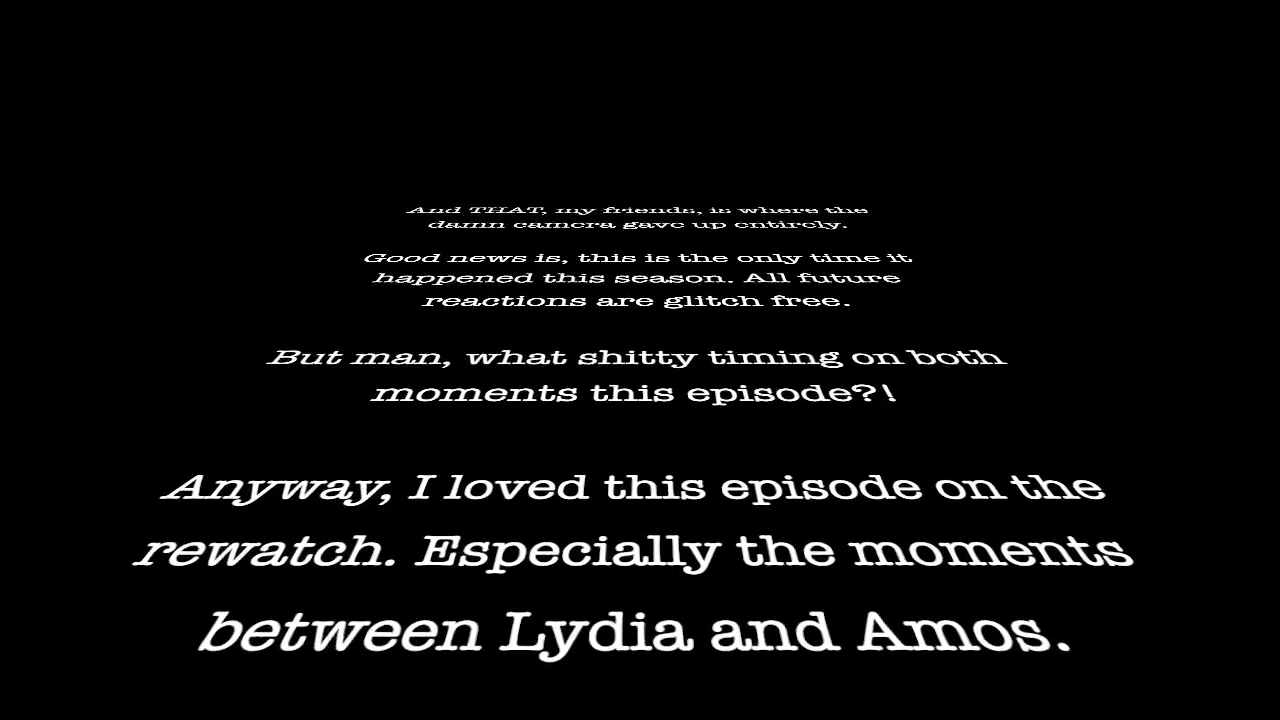 And THAT, my friends, is where the
damn camera gave up entirely.
Good news is, this is the only time it
happened this season. All future
reactions are glitch free.
But man, what shitty timing on both
moments this episode?!
Anyway, I loved this episode on the
rewatch. Especially the moments
between Lydia and Amos.